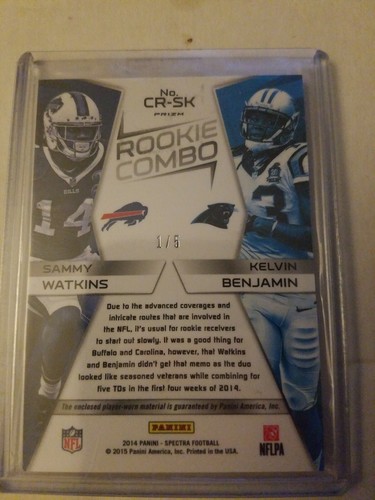 No.
CR-SK
PRIZM
ROOKIE
COMBO
BILLS
1/5
SAMMY
WATKINS
KELVIN
BENJAMIN
Due to the advanced coverages and
intricate routes that are involved in
the NFL, it's usual for rookie receivers
to start out slowly. It was a good thing for
Buffalo and Carolina, however, that Watkins
and Benjamin didn't get that memo as the duo
looked like seasoned veterans while combining for
five TDs in the first four weeks of 2014.
The enclosed player-worn material is guaranteed by Panini America, Inc.
NFL
PANINI
NFLPA
2014 PANINI - SPECTRA FOOTBALL
© 2015 Panini America, Inc. Printed in the USA.